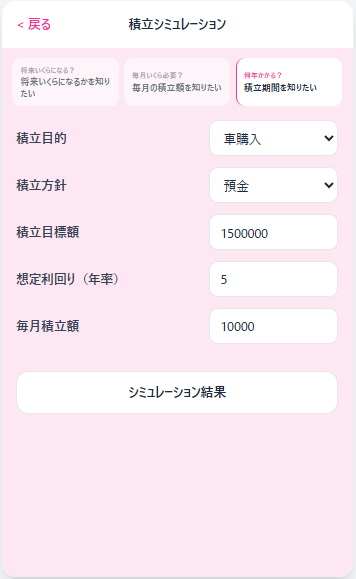 < 戻る
積立シミュレーション
将来いくらになる？
将来いくらになるかを知り
たい
毎月いくら必要？
毎月の積立額を知りたい
何年かかる？
積立期間を知りたい
積立目的
車購入
積立方針
預金
積立目標額
1500000
想定利回り（年率）
5
毎月積立額
10000
シミュレーション結果